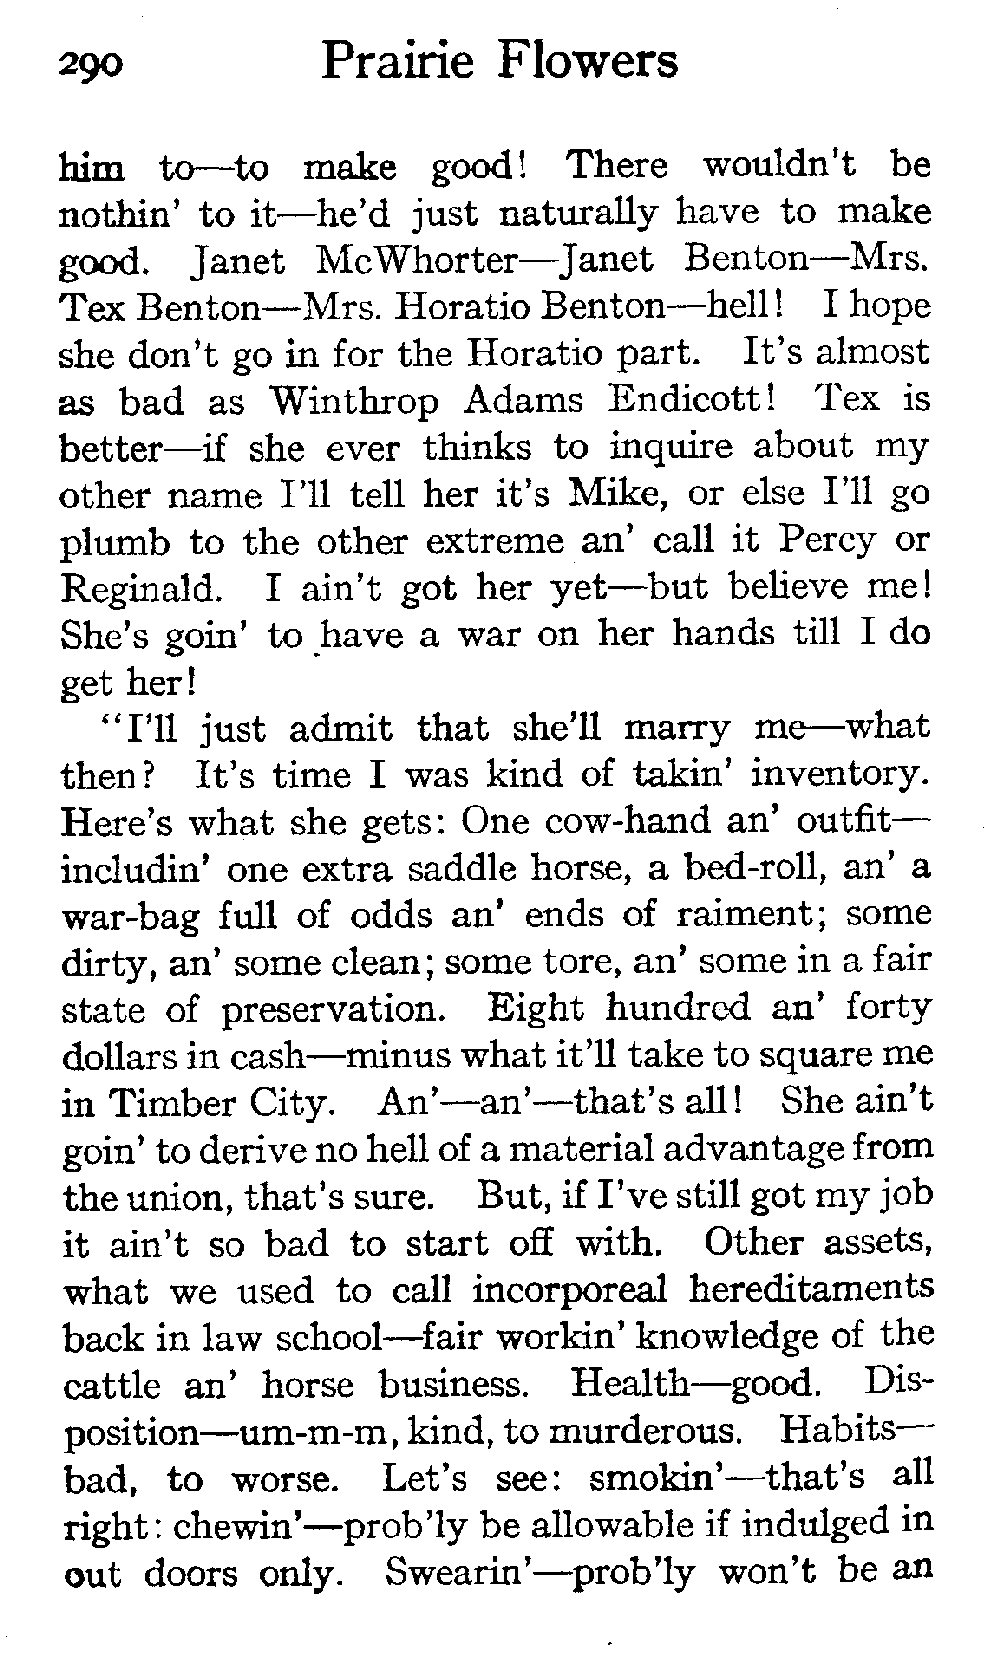 290 Prairie Flowers
him to—to make good! There wouldn't be
nothin' to it—he'd just naturally have to make
good. Janet McWhorter—Janet Benton—Mrs.
Tex Benton—Mrs. Horatio Benton—hell! I hope
she don't go in for the Horatio part. It's almost
as bad as Winthrop Adams Endicott! Tex is
better—if she ever thinks to inquire about my
other name I'll tell her it's Mike, or else I'll go
plumb to the other extreme an' call it Percy or
Reginald. I ain't got her yet—but believe me!
She's goin' to have a war on her hands till I do
get her!
"I'll just admit that she'll marry me—what
then? It's time I was kind of takin' inventory.
Here's what she gets: One cow-hand an' outfit—
includin' one extra saddle horse, a bed-roll, an' a
war-bag full of odds an' ends of raiment; some
dirty, an' some clean; some tore, an' some in a fair
state of preservation. Eight hundred an' forty
dollars in cash—minus what it'll take to square me
in Timber City. An'—an'—that's all! She ain't
goin' to derive no hell of a material advantage from
the union, that's sure. But, if I've still got my job
it ain't so bad to start off with. Other assets,
what we used to call incorporeal hereditaments
back in law school—fair workin' knowledge of the
cattle an' horse business. Health—good. Dis-
position—um-m-m, kind, to murderous. Habits—
bad, to worse. Let's see: smokin'—that's all
right: chewin'—prob'ly be allowable if indulged in
out doors only. Swearin'—prob'ly won't be an